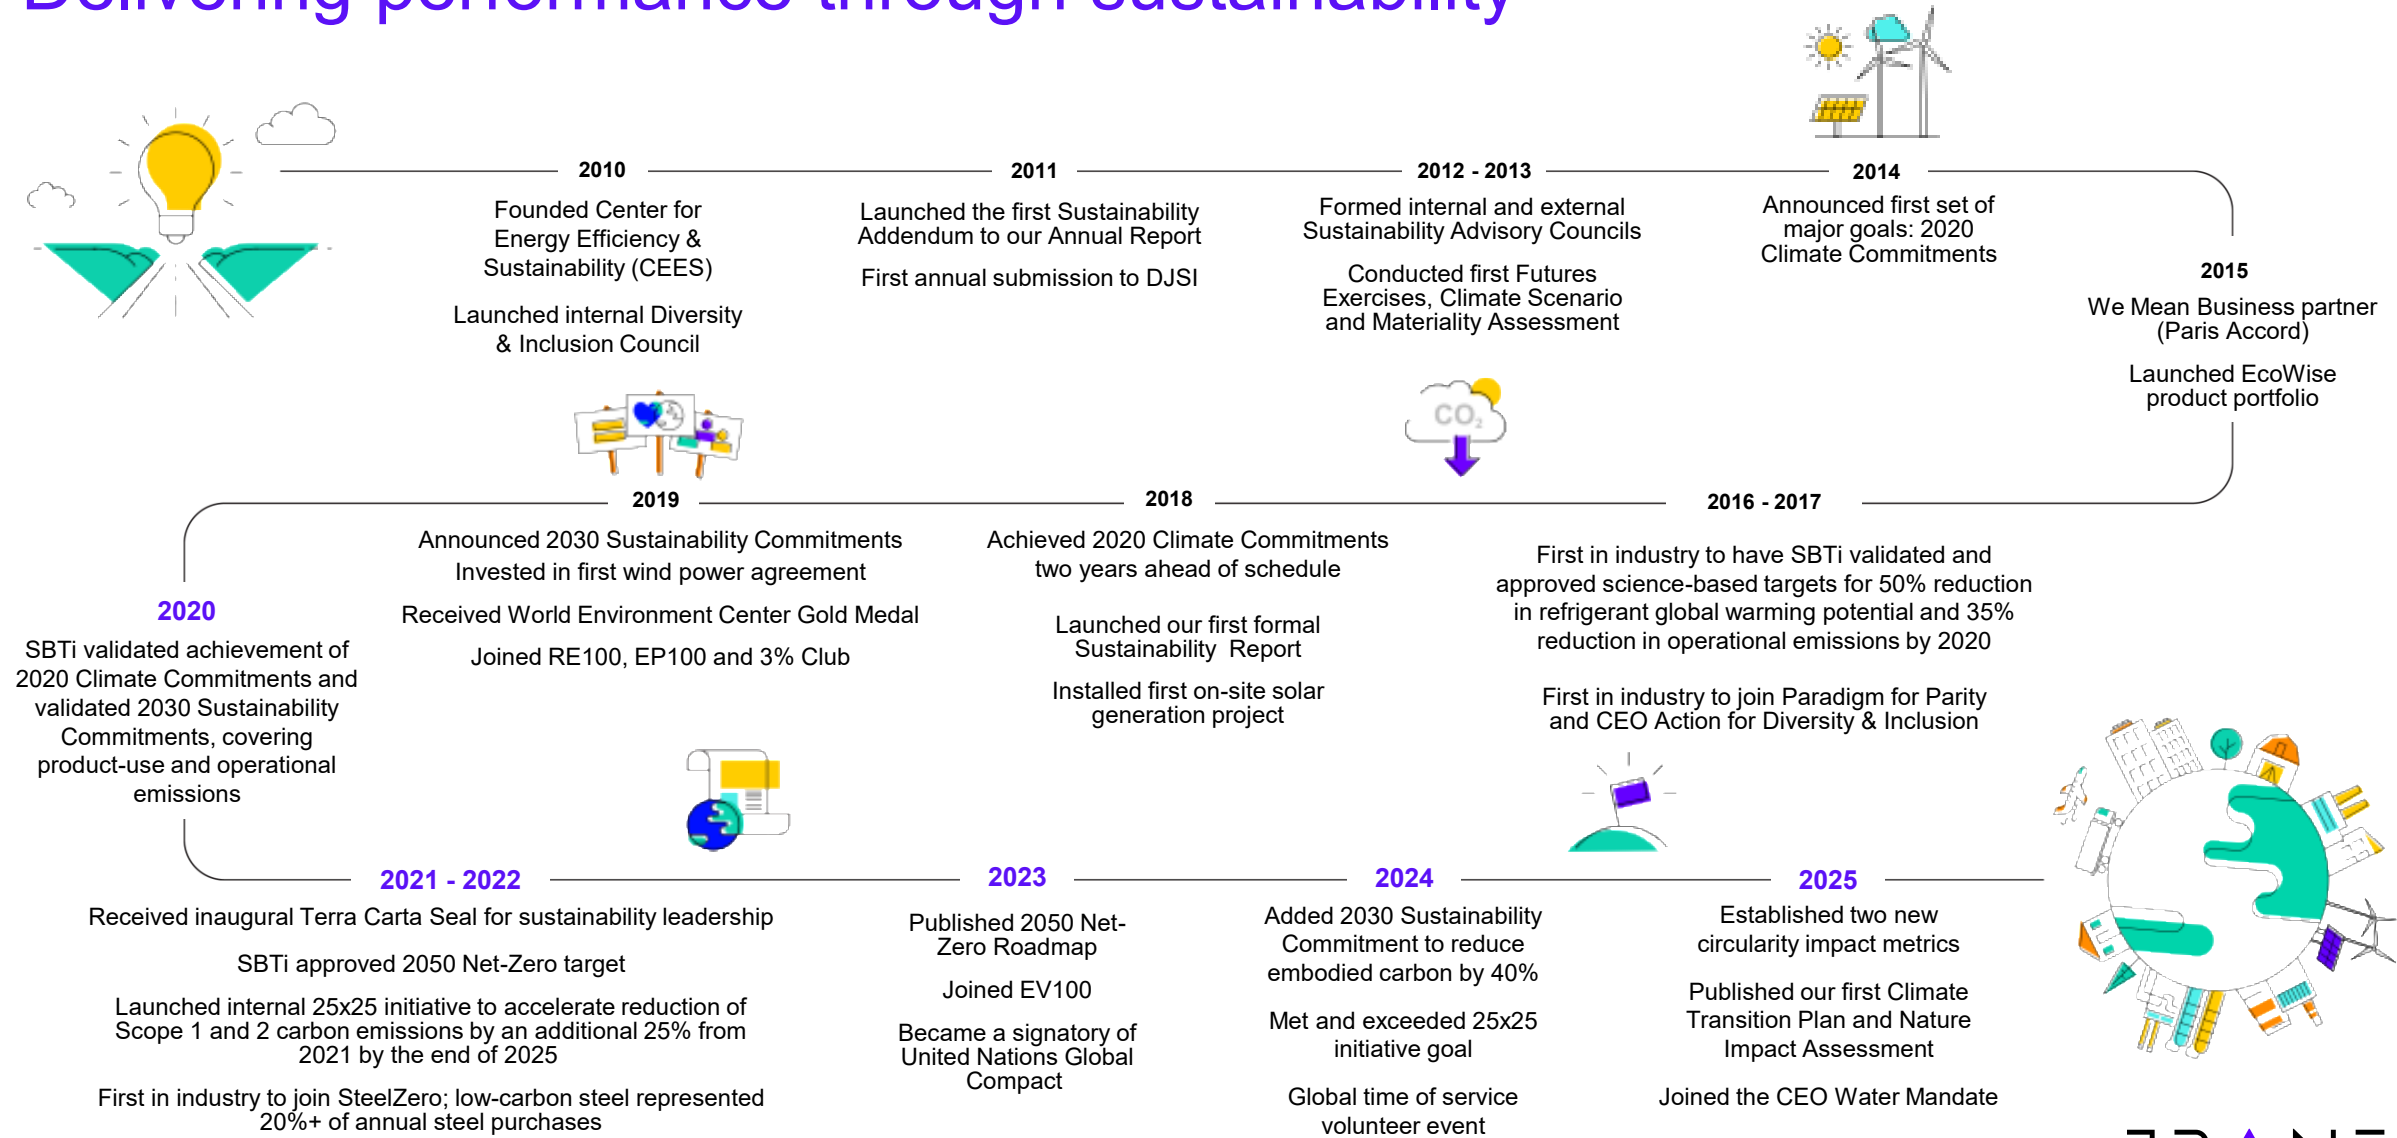 Delivering performance through sustainability
2010
Founded Center for
Energy Efficiency &
Sustainability (CEES)
Launched internal Diversity
& Inclusion Council
2011
Launched the first Sustainability
Addendum to our Annual Report
First annual submission to DJSI
2012 - 2013
Formed internal and external
Sustainability Advisory Councils
Conducted first Futures
Exercises, Climate Scenario
and Materiality Assessment
2014
Announced first set of
major goals: 2020
Climate Commitments
2015
We Mean Business partner
(Paris Accord)
Launched EcoWise
product portfolio
CO₂
2016 - 2017
First in industry to have SBTi validated and
approved science-based targets for 50% reduction
in refrigerant global warming potential and 35%
reduction in operational emissions by 2020
First in industry to join Paradigm for Parity
and CEO Action for Diversity & Inclusion
2018
Achieved 2020 Climate Commitments
two years ahead of schedule
Launched our first formal
Sustainability Report
Installed first on-site solar
generation project
2019
Announced 2030 Sustainability Commitments
Invested in first wind power agreement
Received World Environment Center Gold Medal
Joined RE100, EP100 and 3% Club
2020
SBTi validated achievement of
2020 Climate Commitments and
validated 2030 Sustainability
Commitments, covering
product-use and operational
emissions
2021 - 2022
Received inaugural Terra Carta Seal for sustainability leadership
SBTi approved 2050 Net-Zero target
Launched internal 25x25 initiative to accelerate reduction of
Scope 1 and 2 carbon emissions by an additional 25% from
2021 by the end of 2025
First in industry to join SteelZero; low-carbon steel represented
20%+ of annual steel purchases
2023
Published 2050 Net-
Zero Roadmap
Joined EV100
Became a signatory of
United Nations Global
Compact
2024
Added 2030 Sustainability
Commitment to reduce
embodied carbon by 40%
Met and exceeded 25x25
initiative goal
Global time of service
volunteer event
2025
Established two new
circularity impact metrics
Published our first Climate
Transition Plan and Nature
Impact Assessment
Joined the CEO Water Mandate
TRANE